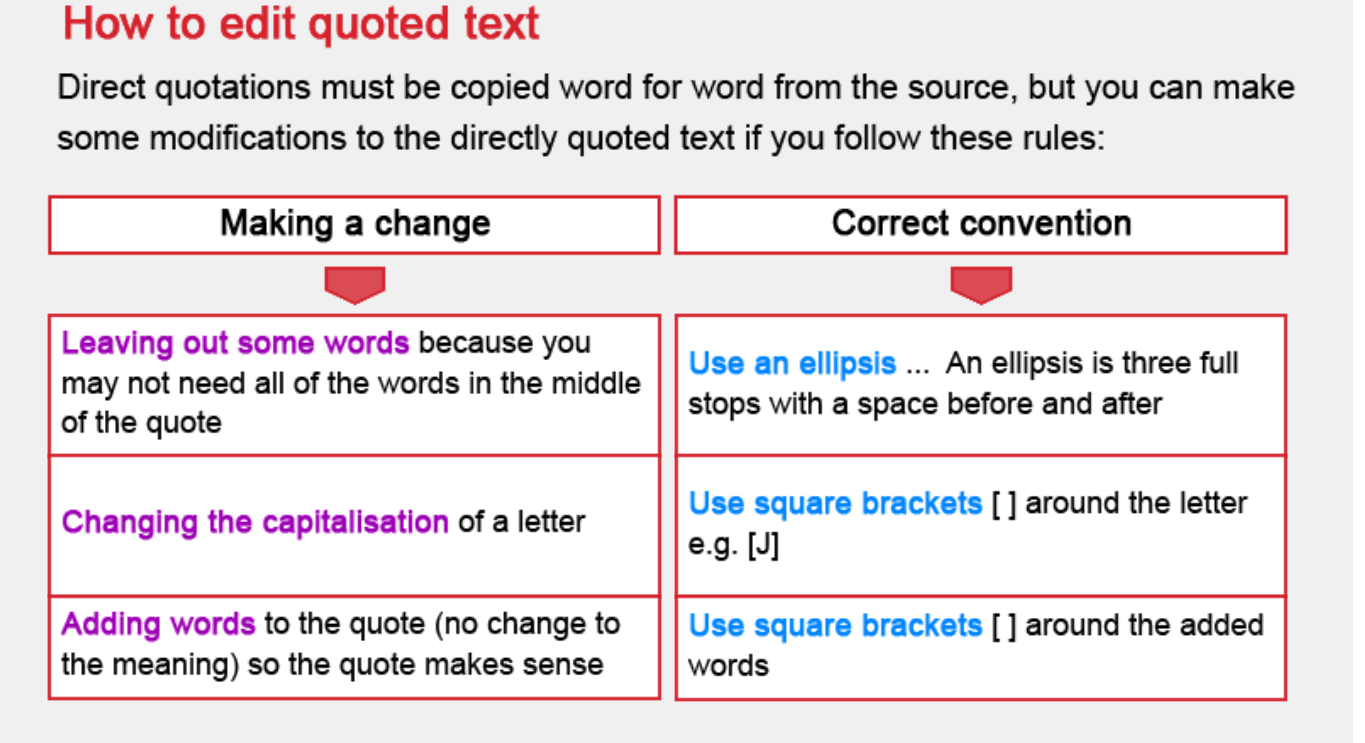 How to edit quoted text
Direct quotations must be copied word for word from the source, but you can make
some modifications to the directly quoted text if you follow these rules:
Making a change
Correct convention
Leaving out some words because you
may not need all of the words in the middle
of the quote
Use an ellipsis ... An ellipsis is three full
stops with a space before and after
Changing the capitalisation of a letter
Use square brackets [ ] around the letter
e.g. [J]
Adding words to the quote (no change to
the meaning) so the quote makes sense
Use square brackets [ ] around the added
words